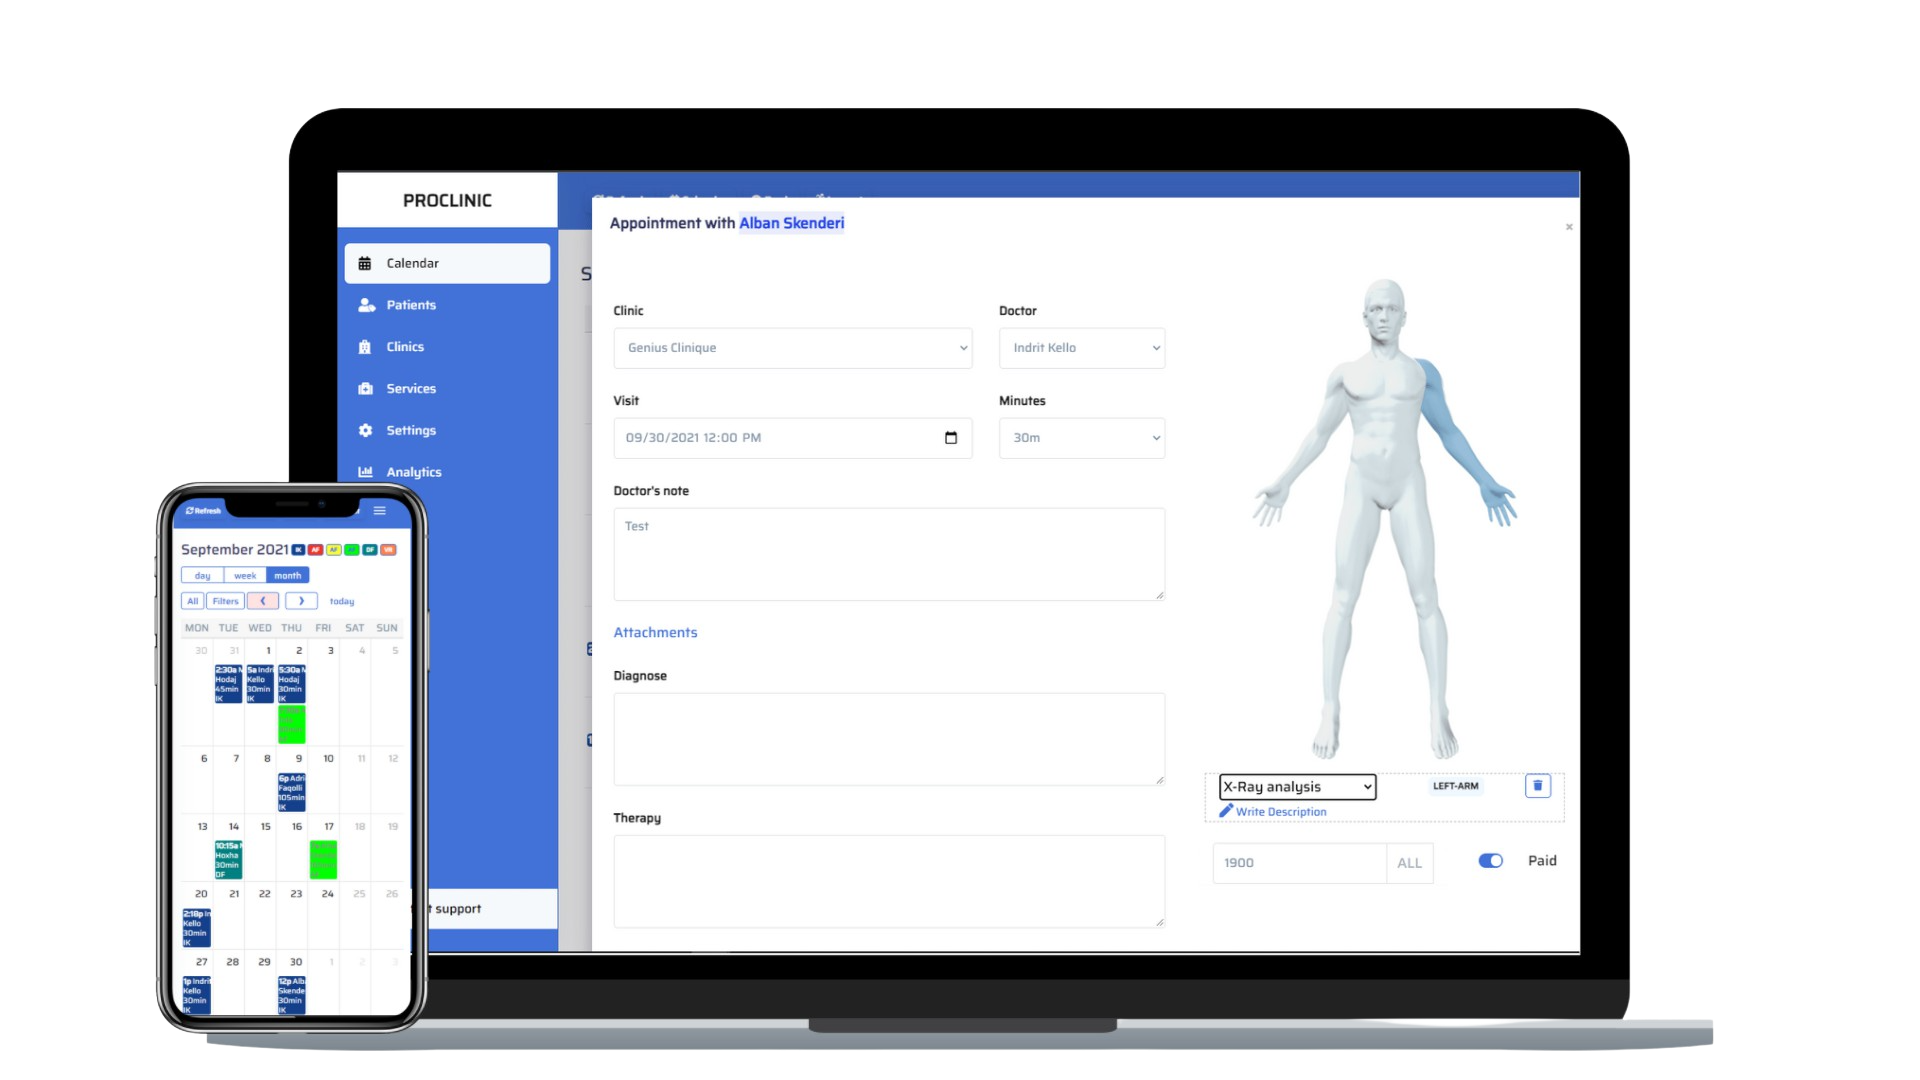 PROCLINIC
Calendar
Patients
Clinics
Services
Settings
Analytics
support
Appointment with Alban Skenderi
×
Clinic
Doctor
Genius Clinique
Indrit Kello
Visit
Minutes
09/30/2021 12:00 PM
30m
Doctor's note
Test
Attachments
Diagnose
Therapy
X-Ray analysis
LEFT-ARM
Write Description
1900
ALL
Paid
Refresh
September 2021 IK AF AF DF VR
day week month
All Filters ❮ ❯ today
MON TUE WED THU FRI SAT SUN
30 31 1 2 3 4 5
2:30a
Hodaj
45min
IK
5a Indri
Kello
30min
IK
5:30a
Hodaj
30min
IK
6 7 8 9 10 11 12
6p Adri
Faqolli
105min
IK
13 14 15 16 17 18 19
10:15a
Hoxha
30min
DF
20 21 22 23 24 25 26
2:18p In
Kello
30min
IK
27 28 29 30 1 2 3
1p Indrit
Kello
30min
IK
12p Alb
Skende
30min
IK